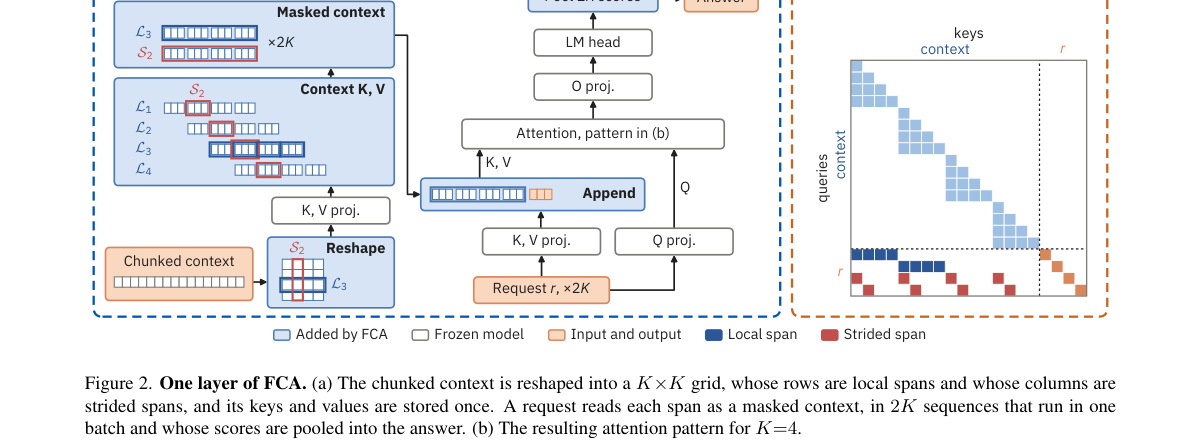 Masked context
ℒ₃
𝒮₂
×2K
Context K, V
𝒮₂
ℒ₁
ℒ₂
ℒ₃
ℒ₄
K, V proj.
Chunked context
Reshape
𝒮₂
ℒ₃
LM head
O proj.
Attention, pattern in (b)
K, V
Q
Append
K, V proj.
Q proj.
Request r, ×2K
keys
context
r
queries
context
r
Added by FCA
Frozen model
Input and output
Local span
Strided span
Figure 2. One layer of FCA. (a) The chunked context is reshaped into a K×K grid, whose rows are local spans and whose columns are
strided spans, and its keys and values are stored once. A request reads each span as a masked context, in 2K sequences that run in one
batch and whose scores are pooled into the answer. (b) The resulting attention pattern for K=4.